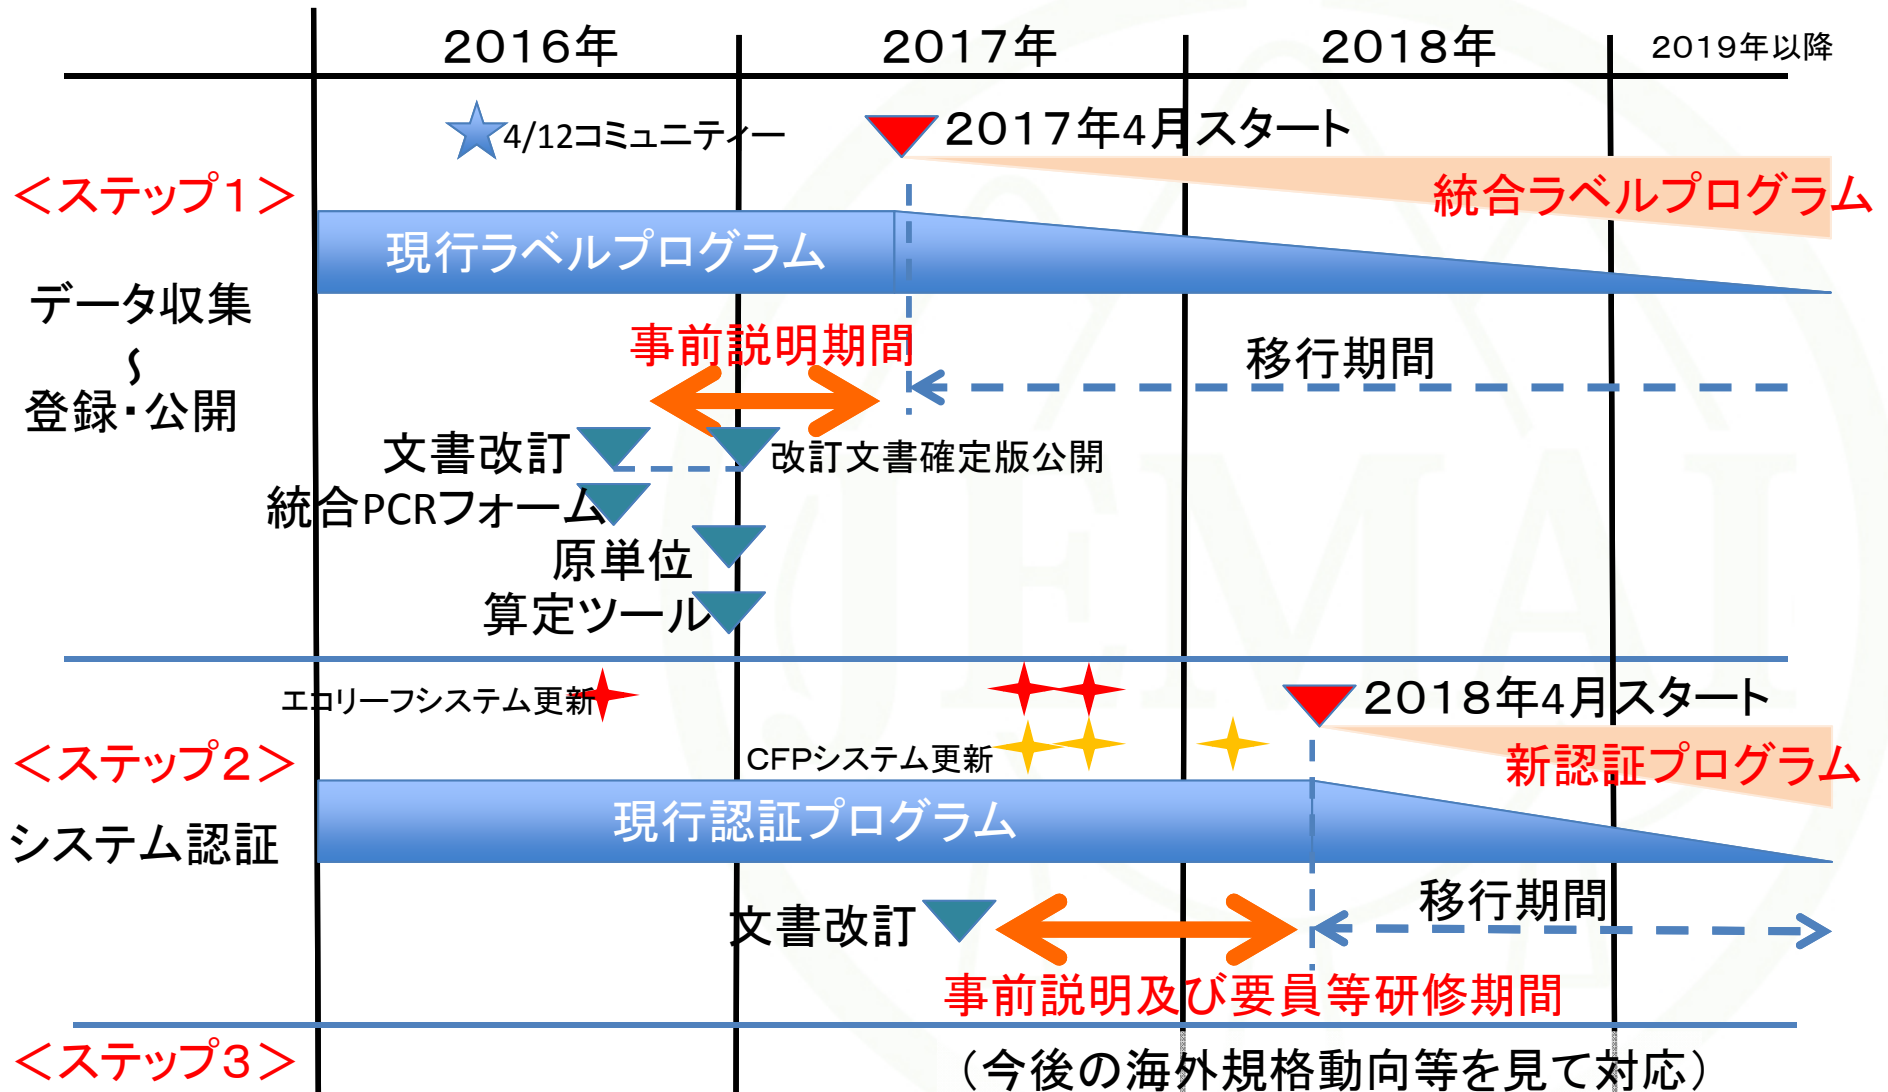 2016年
2017年
2018年
2019年以降
4/12コミュニティー
2017年4月スタート
＜ステップ1＞
統合ラベルプログラム
現行ラベルプログラム
データ収集
～
登録・公開
事前説明期間
移行期間
文書改訂
改訂文書確定版公開
統合PCRフォーム
原単位
算定ツール
エコリーフシステム更新
2018年4月スタート
＜ステップ2＞
CFPシステム更新
新認証プログラム
現行認証プログラム
システム認証
文書改訂
移行期間
事前説明及び要員等研修期間
＜ステップ3＞
（今後の海外規格動向等を見て対応）
JEMAI